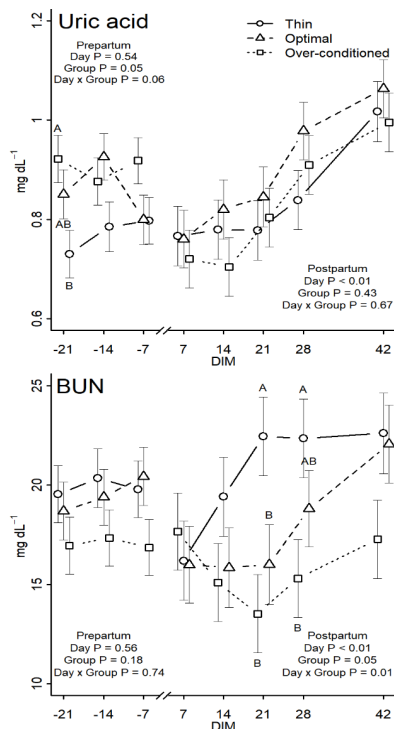 Uric acid
Thin
Optimal
Over-conditioned
Prepartum
Day P = 0.54
Group P = 0.05
Day x Group P = 0.06
A
AB
B
Postpartum
Day P < 0.01
Group P = 0.43
Day x Group P = 0.67
mg dL⁻¹
1.2
1
0.8
0.6
-21 -14 -7 7 14 21 28 42
DIM
BUN
A A
AB
B
B
B
Prepartum
Day P = 0.56
Group P = 0.18
Day x Group P = 0.74
Postpartum
Day P < 0.01
Group P = 0.05
Day x Group P = 0.01
mg dL⁻¹
25
20
15
10
-21 -14 -7 7 14 21 28 42
DIM